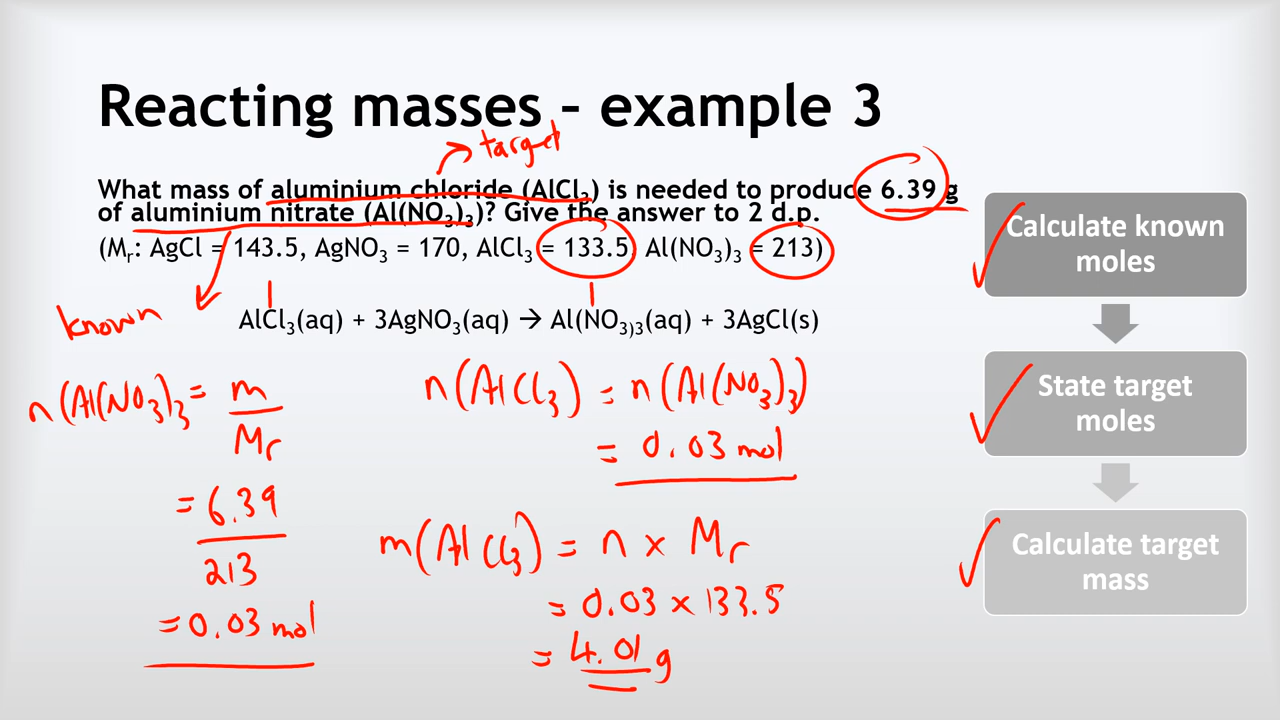 Reacting masses – example 3
target
What mass of aluminium chloride (AlCl₃) is needed to produce 6.39 g
of aluminium nitrate (Al(NO₃)₃)? Give the answer to 2 d.p.
(Mᵣ: AgCl = 143.5, AgNO₃ = 170, AlCl₃ = 133.5, Al(NO₃)₃ = 213)
known
AlCl₃(aq) + 3AgNO₃(aq) → Al(NO₃)₃(aq) + 3AgCl(s)
n(Al(NO₃)₃ = m
Mr
= 6.39
213
= 0.03 mol
n(AlCl₃) = n(Al(NO₃)₃)
= 0.03 mol
m(AlCl₃) = n × Mr
= 0.03 × 133.5
= 4.01 g
Calculate known
moles
State target
moles
Calculate target
mass